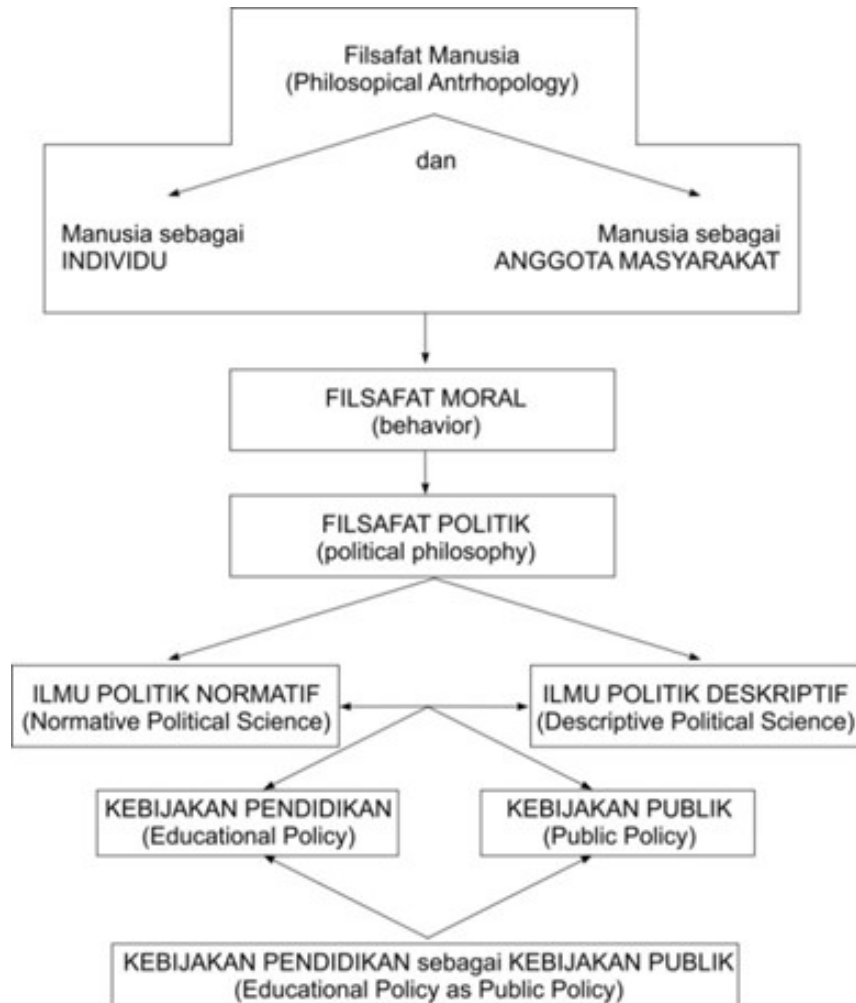 Filsafat Manusia
(Philosopical Antrhopology)
dan
Manusia sebagai
INDIVIDU
Manusia sebagai
ANGGOTA MASYARAKAT
FILSAFAT MORAL
(behavior)
FILSAFAT POLITIK
(political philosophy)
ILMU POLITIK NORMATIF
(Normative Political Science)
ILMU POLITIK DESKRIPTIF
(Descriptive Political Science)
KEBIJAKAN PENDIDIKAN
(Educational Policy)
KEBIJAKAN PUBLIK
(Public Policy)
KEBIJAKAN PENDIDIKAN sebagai KEBIJAKAN PUBLIK
(Educational Policy as Public Policy)